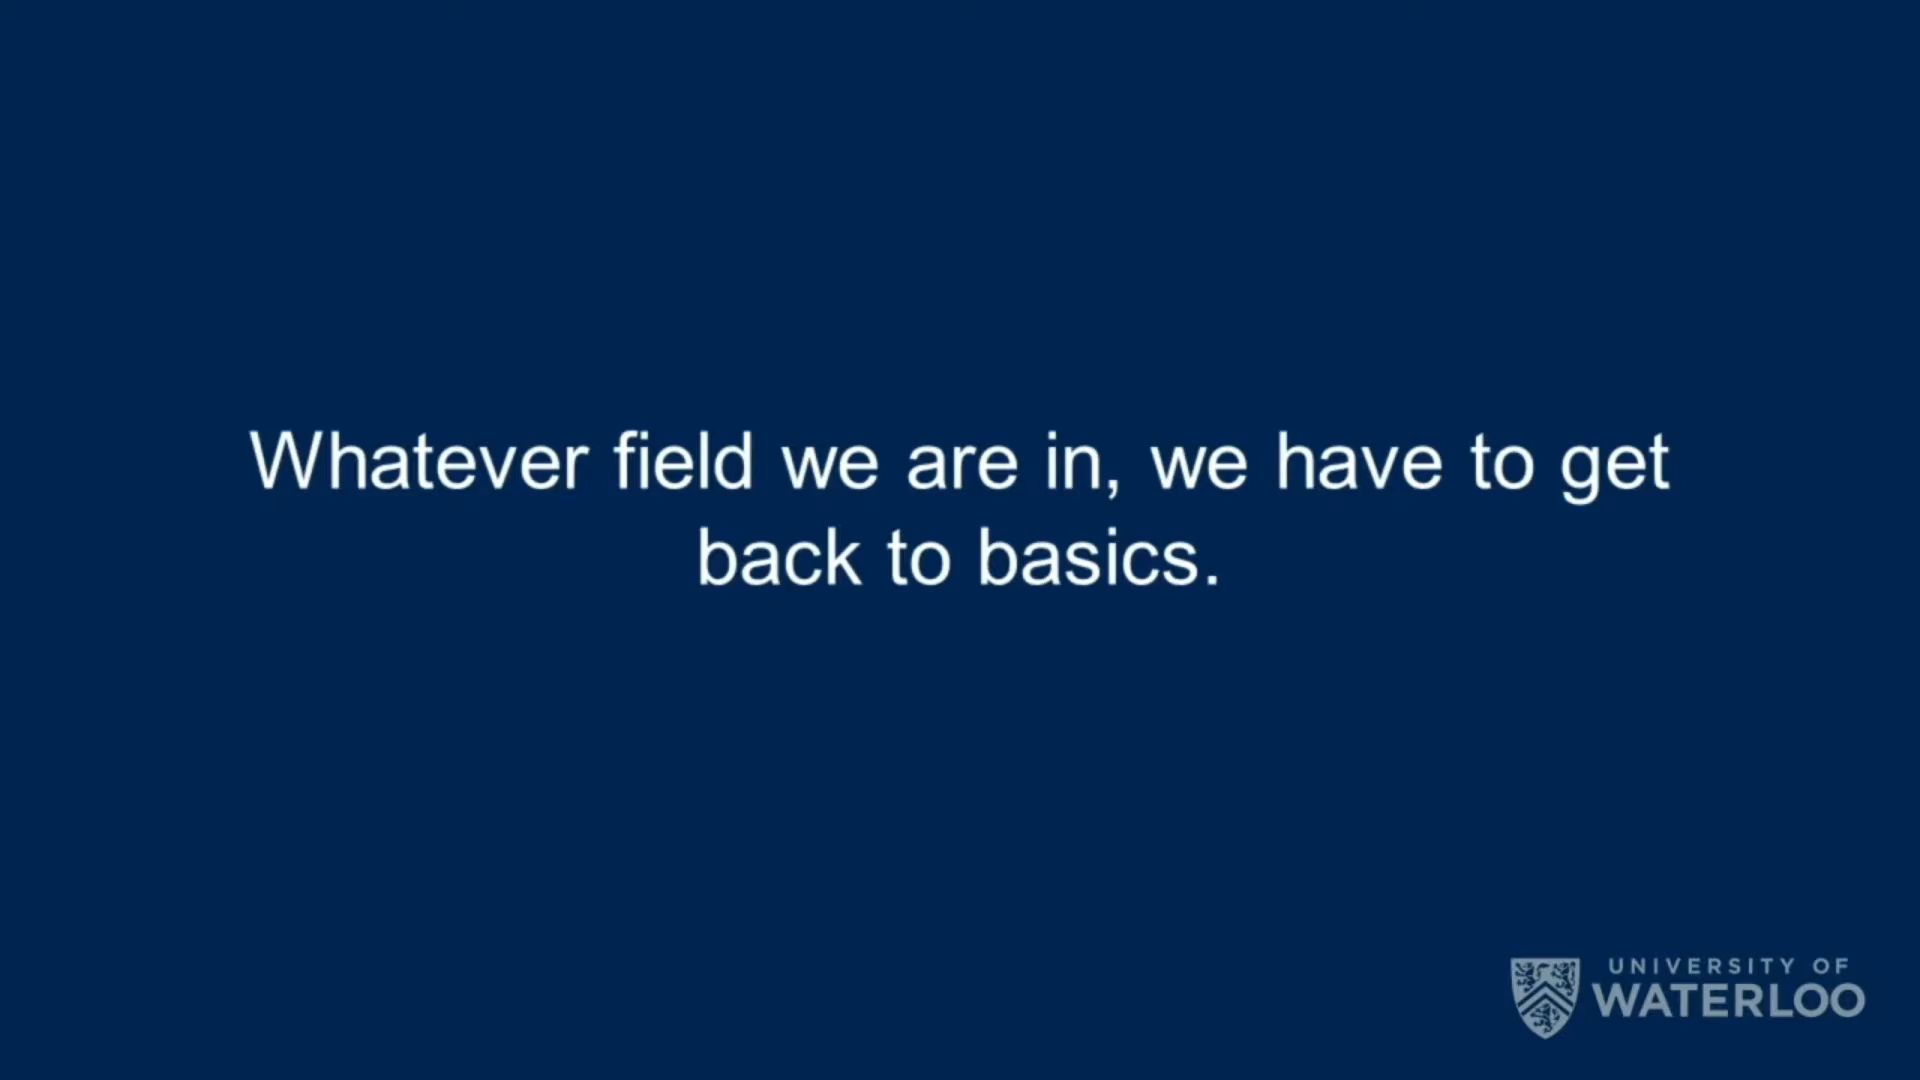 Whatever field we are in, we have to get
back to basics.
UNIVERSITY OF
WATERLOO